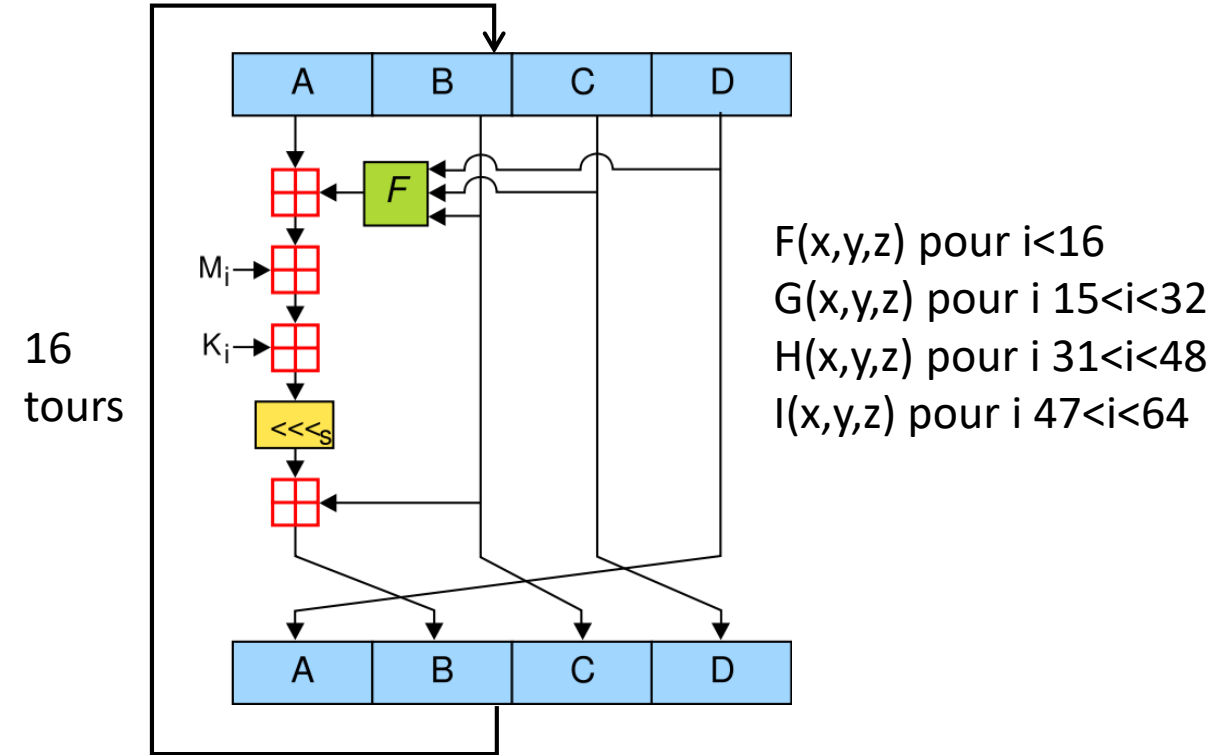 A B C D
F
Mi
Ki
<<<s
16
tours
A B C D
F(x,y,z) pour i<16
G(x,y,z) pour i 15<i<32
H(x,y,z) pour i 31<i<48
I(x,y,z) pour i 47<i<64